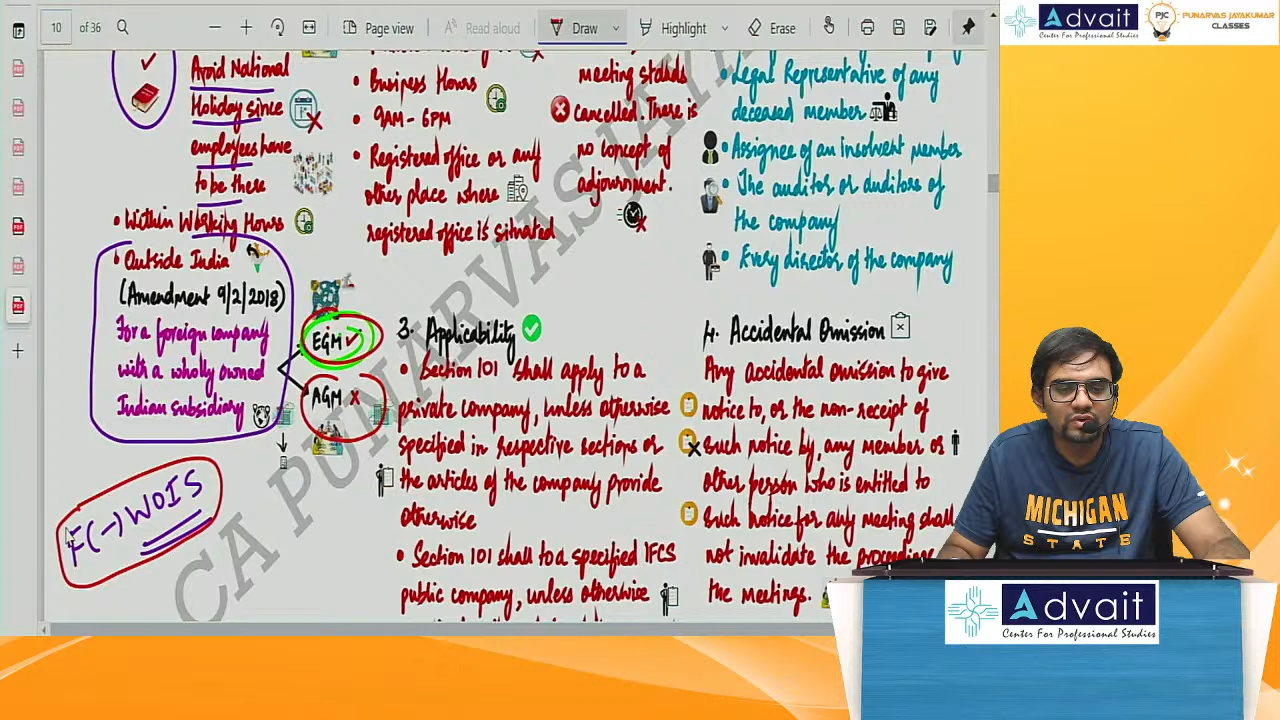 10 of 36
Page view
Read aloud
Draw
Highlight
Erase
Advait
Center For Professional Studies
PJC
PUNARVAS JAYAKUMAR
CLASSES
Avoid National
Holiday since
employees have
to be these
• Within Working Hours
• Outside India
(Amendment 9/2/2018)
For a foreign company
with a wholly owned
Indian subsidiary
EGM ✓
AGM x
F(-) WOIS
• Business Hours
• 9AM - 6PM
• Registered office or any
other place where
registered office is situated
meeting stands
cancelled. There is
no concept of
adjournment.
Legal Representative of any
deceased member
• Assignee of an insolvent member
• The auditor or auditors of
the company
• Every director of the company
3. Applicability
• Section 101 shall apply to a
private company, unless otherwise
specified in respective sections or
the articles of the company provide
otherwise
• Section 101 shall to a specified IFCS
public company, unless otherwise
4. Accidental Omission
Any accidental omission to give
notice to, or the non-receipt of
such notice by, any member or
other person who is entitled to
such notice for any meeting shall
not invalidate the proceedings
the meetings.
CA PUNARVAS JAYA
MICHIGAN
STATE
Advait
Center For Professional Studies